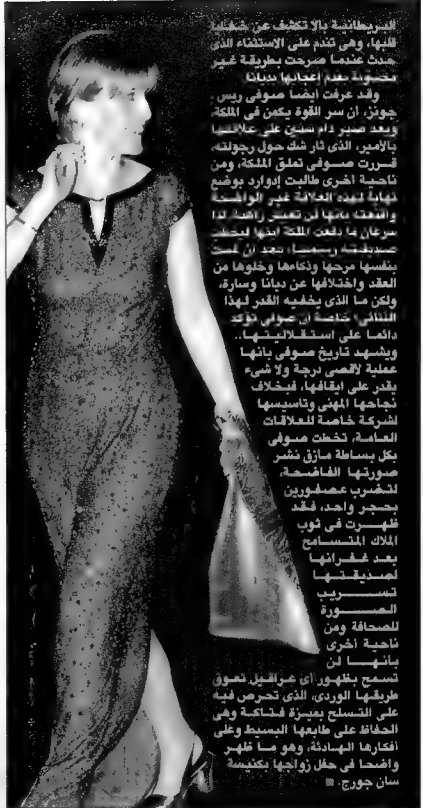 البريطانية بألا تكشف عن خفايا
قلبها، وهى تندم على الاستفتاء الذى
حدث عندما صرحت بطريقة غير
بعدم إعجابها بديانا.
وقد عرفت أيضا صوفى ريس
جونز، أن سر القوة يكمن فى الملكة،
وبعد صبر دام سنتين على علاقتها
بالأمير، الذى ثار شك حول رجولته،
قررت صوفى تملق الملكة، ومن
ناحية أخرى طالبت إدوارد بوضع
نهاية لهذه العلاقة غير الواضحة
وأقنعته بأنها لن تعيش راهبة، لذا
سرعان ما دفعت الملكة ابنها ليخطب
صديقته رسميا، بعد أن
بنفسها مرحها وذكاءها وخلوها من
العقد واختلافها عن ديانا وسارة،
ولكن ما الذى يخفيه القدر لهذا
الثنائى؛ خاصة أن صوفى تؤكد
دائما على استقلاليتها..
ويشهد تاريخ صوفى بأنها
عملية لأقصى درجة ولا شىء
يقدر على إيقافها، فبخلاف
نجاحها المهنى وتأسيسها
لشركة خاصة للعلاقات
العامة، تخطت صوفى
بكل بساطة مأزق نشر
صورتها الفاضحة،
لتضرب عصفورين
بحجر واحد، فقد
ظهرت فى ثوب
الملاك المتسامح
بعد غفرانها
لصديقتها
تسريب
الصورة
للصحافة ومن
ناحية أخرى
بأنها لن
تسمح بظهور أى عراقيل تعوق
طريقها الوردى، الذى تحرص فيه
على التسلح بميزة فتاكة وهى
الحفاظ على طابعها البسيط وعلى
أفكارها الهادئة، وهو ما ظهر
واضحا فى حفل زواجها بكنيسة
سان جورج. ■